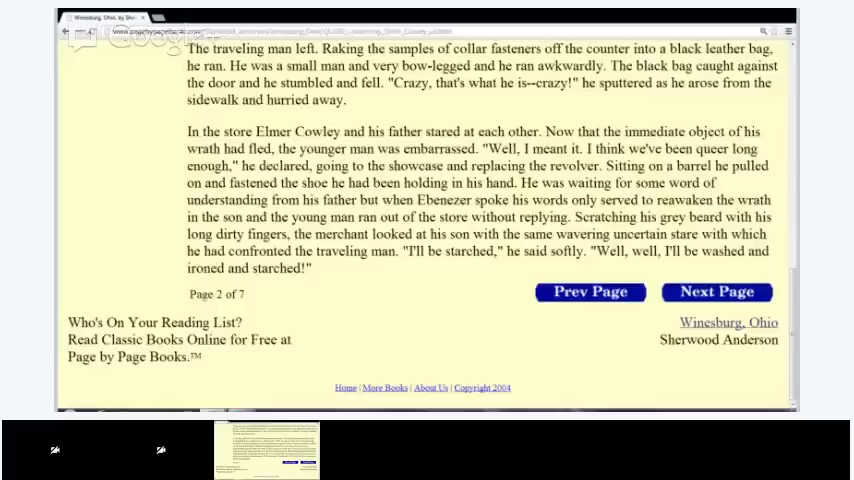 Winesburg, Ohio, by Sher
Google+
The traveling man left. Raking the samples of collar fasteners off the counter into a black leather bag,
he ran. He was a small man and very bow-legged and he ran awkwardly. The black bag caught against
the door and he stumbled and fell. "Crazy, that's what he is--crazy!" he sputtered as he arose from the
sidewalk and hurried away.
In the store Elmer Cowley and his father stared at each other. Now that the immediate object of his
wrath had fled, the younger man was embarrassed. "Well, I meant it. I think we've been queer long
enough," he declared, going to the showcase and replacing the revolver. Sitting on a barrel he pulled
on and fastened the shoe he had been holding in his hand. He was waiting for some word of
understanding from his father but when Ebenezer spoke his words only served to reawaken the wrath
in the son and the young man ran out of the store without replying. Scratching his grey beard with his
long dirty fingers, the merchant looked at his son with the same wavering uncertain stare with which
he had confronted the traveling man. "I'll be starched," he said softly. "Well, well, I'll be washed and
ironed and starched!"
Page 2 of 7
Prev Page
Next Page
Who's On Your Reading List?
Read Classic Books Online for Free at
Page by Page Books.™
Winesburg, Ohio
Sherwood Anderson
Home | More Books | About Us | Copyright 2004